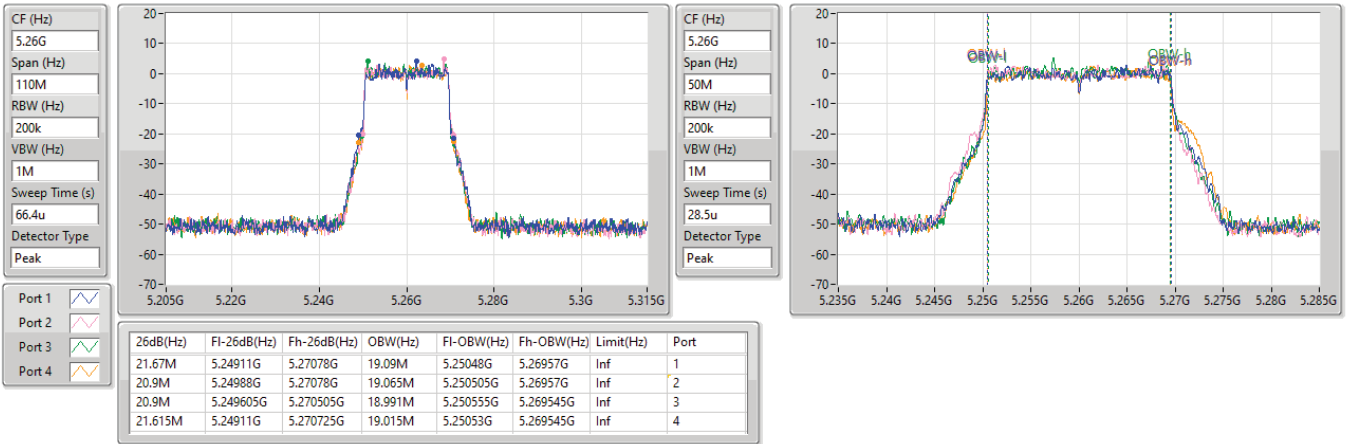 CF (Hz)
5.26G
Span (Hz)
110M
RBW (Hz)
200k
VBW (Hz)
1M
Sweep Time (s)
66.4u
Detector Type
Peak
20
10
0
-10
-20
-30
-40
-50
-60
-70
5.205G 5.22G 5.24G 5.26G 5.28G 5.3G 5.315G
CF (Hz)
5.26G
Span (Hz)
50M
RBW (Hz)
200k
VBW (Hz)
1M
Sweep Time (s)
28.5u
Detector Type
Peak
20
10
0
-10
-20
-30
-40
-50
-60
-70
OBW-l OBW-h
OBW-h
5.235G 5.24G 5.245G 5.25G 5.255G 5.26G 5.265G 5.27G 5.275G 5.28G 5.285G
Port 1
Port 2
Port 3
Port 4
26dB(Hz) Fl-26dB(Hz) Fh-26dB(Hz) OBW(Hz) Fl-OBW(Hz) Fh-OBW(Hz) Limit(Hz) Port
21.67M 5.24911G 5.27078G 19.09M 5.25048G 5.26957G Inf 1
20.9M 5.24988G 5.27078G 19.065M 5.250505G 5.26957G Inf 2
20.9M 5.249605G 5.270505G 18.991M 5.250555G 5.269545G Inf 3
21.615M 5.24911G 5.270725G 19.015M 5.25053G 5.269545G Inf 4